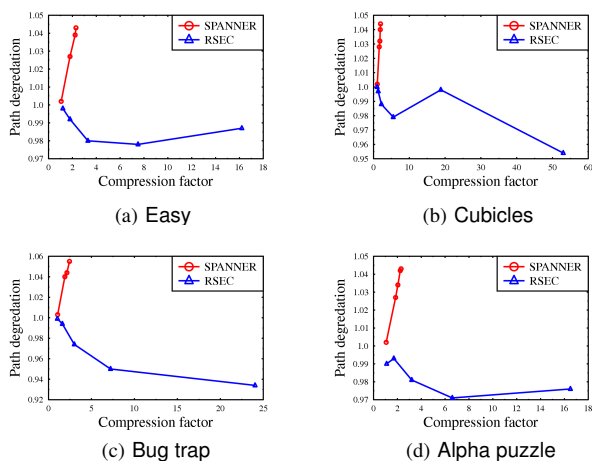 1.05
1.04
1.03
1.02
1.01
1.0
0.99
0.98
0.97
0 2 4 6 8 10 12 14 16 18
Path degredation
Compression factor
SPANNER
RSEC
(a) Easy
1.05
1.04
1.03
1.02
1.01
1.00
0.99
0.98
0.97
0.96
0.95
0 10 20 30 40 50 60
Path degredation
Compression factor
SPANNER
RSEC
(b) Cubicles
1.06
1.04
1.02
1.00
0.98
0.96
0.94
0.92
0 5 10 15 20 25
Path degredation
Compression factor
SPANNER
RSEC
(c) Bug trap
1.05
1.04
1.03
1.02
1.01
1.0
0.99
0.98
0.97
0 2 4 6 8 10 12 14 16 18
Path degredation
Compression factor
SPANNER
RSEC
(d) Alpha puzzle